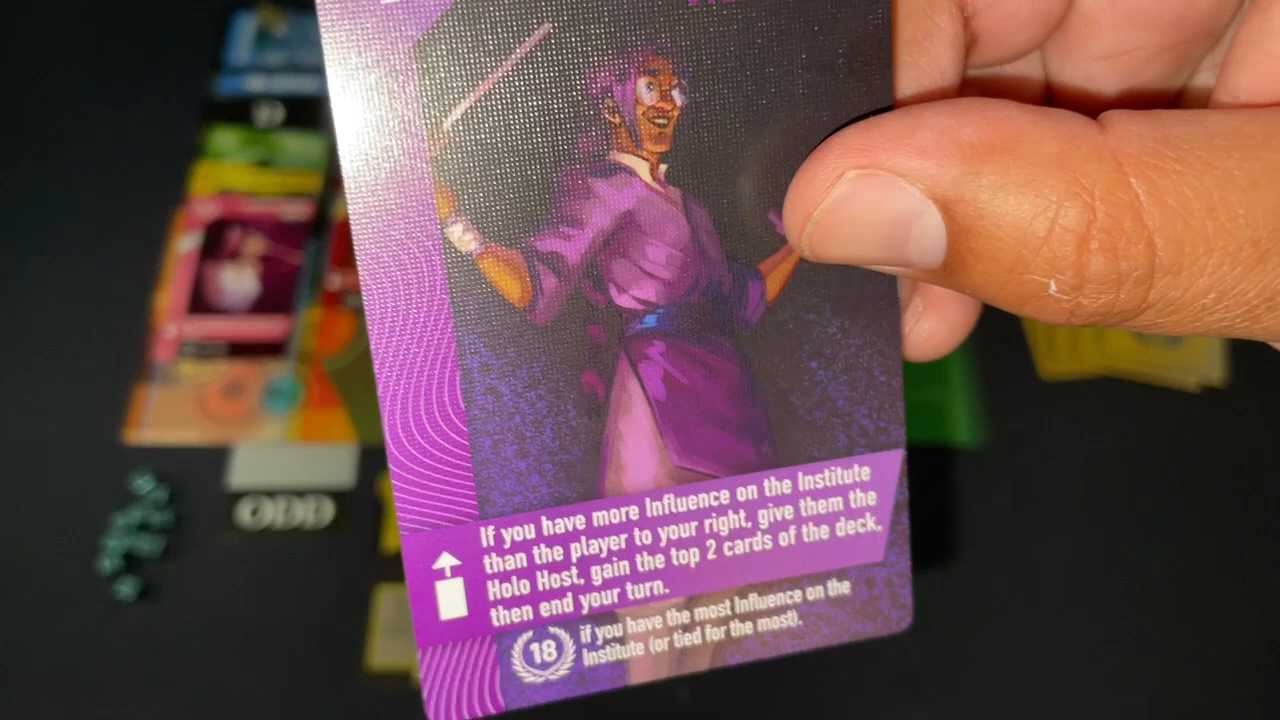 If you have more Influence on the Institute
than the player to your right, give them the
Holo Host, gain the top 2 cards of the deck,
then end your turn.
18
if you have the most Influence on the
Institute (or tied for the most).
ODD